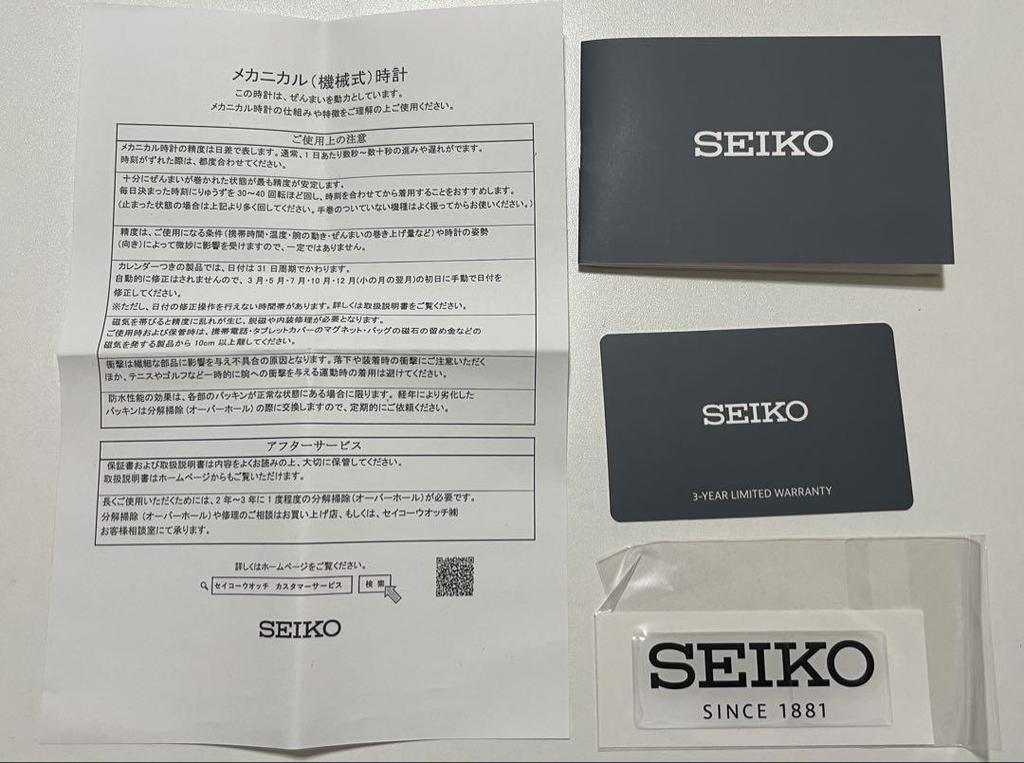 メカニカル（機械式）時計
この時計は、ぜんまいを動力としています。
メカニカル時計の仕組みや特徴をご理解の上ご使用ください。
ご使用上の注意
メカニカル時計の精度は日差で表します。通常、1日あたり数秒～数十秒の進みや遅れがでます。
時刻がずれた際は、都度合わせてください。
十分にぜんまいが巻かれた状態が最も精度が安定します。
毎日決まった時刻にりゅうずを30～40回転ほど回し、時刻を合わせてから着用することをおすすめします。
（止まった状態の場合は上記より多く回してください。手巻のついていない機種はよく振ってからお使いください。）
精度は、ご使用になる条件（携帯時間・温度・腕の動き・ぜんまいの巻き上げ量など）や時計の姿勢
（向き）によって微妙に影響を受けますので、一定ではありません。
カレンダーつきの製品では、日付は31日周期でかわります。
自動的に修正はされませんので、3月・5月・7月・10月・12月（小の月の翌月）の初日に手動で日付を
修正してください。
※ただし、日付の修正操作を行えない時間帯があります。詳しくは取扱説明書をご覧ください。
磁気を帯びると精度に乱れが生じ、脱磁や内装修理が必要となります。
ご使用時および保管時は、携帯電話・タブレットカバーのマグネット・バッグの磁石の留め金などの
磁気を発する製品から10cm以上離してください。
衝撃は繊細な部品に影響を与え不具合の原因となります。落下や装着時の衝撃にご注意いただく
ほか、テニスやゴルフなど一時的に腕への衝撃を与える運動時の着用は避けてください。
防水性能の効果は、各部のパッキンが正常な状態にある場合に限ります。経年により劣化した
パッキンは分解掃除（オーバーホール）の際に交換しますので、定期的にご依頼ください。
アフターサービス
保証書および取扱説明書は内容をよくお読みの上、大切に保管してください。
取扱説明書はホームページからもご覧いただけます。
長くご使用いただくためには、2年～3年に1度程度の分解掃除（オーバーホール）が必要です。
分解掃除（オーバーホール）や修理のご相談はお買い上げ店、もしくは、セイコーウオッチ㈱
お客様相談室にて承ります。
詳しくはホームページをご覧ください。
セイコーウオッチ カスタマーサービス 検索
SEIKO
SEIKO
SEIKO
3-YEAR LIMITED WARRANTY
SEIKO
SINCE 1881